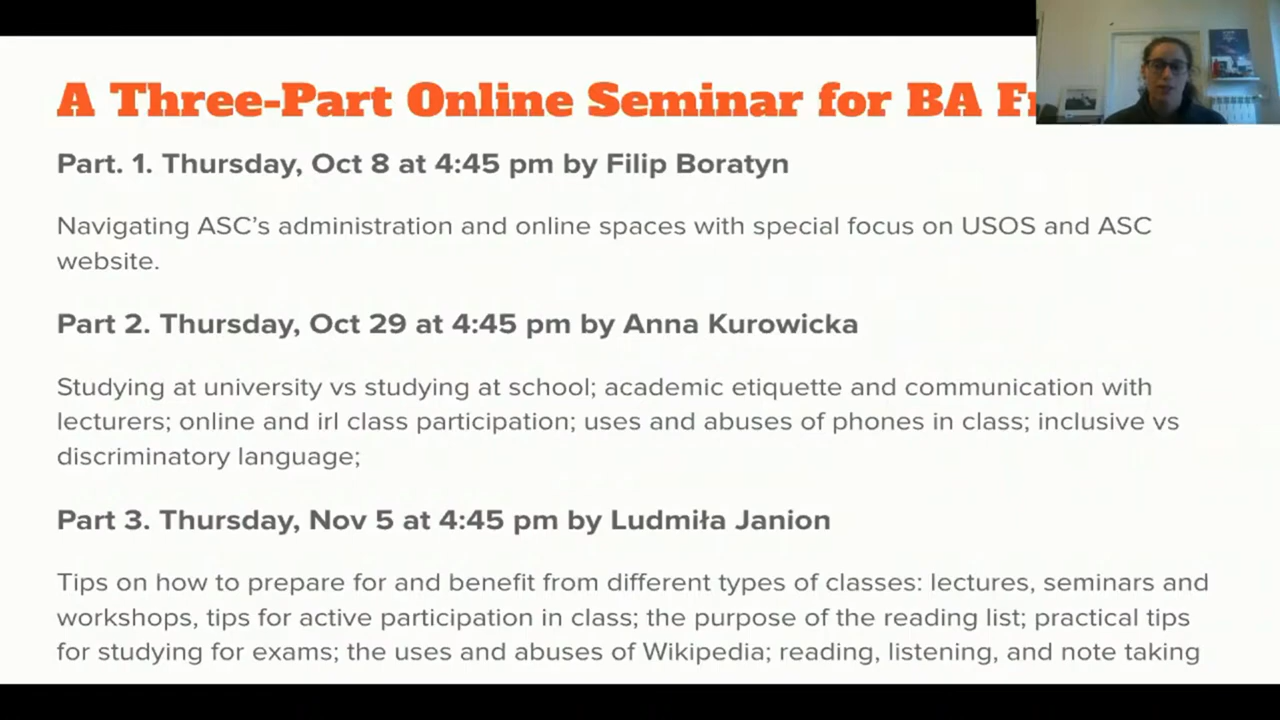 A Three-Part Online Seminar for BA
Part. 1. Thursday, Oct 8 at 4:45 pm by Filip Boratyn
Navigating ASC's administration and online spaces with special focus on USOS and ASC
website.
Part 2. Thursday, Oct 29 at 4:45 pm by Anna Kurowicka
Studying at university vs studying at school; academic etiquette and communication with
lecturers; online and irl class participation; uses and abuses of phones in class; inclusive vs
discriminatory language;
Part 3. Thursday, Nov 5 at 4:45 pm by Ludmiła Janion
Tips on how to prepare for and benefit from different types of classes: lectures, seminars and
workshops, tips for active participation in class; the purpose of the reading list; practical tips
for studying for exams; the uses and abuses of Wikipedia; reading, listening, and note taking